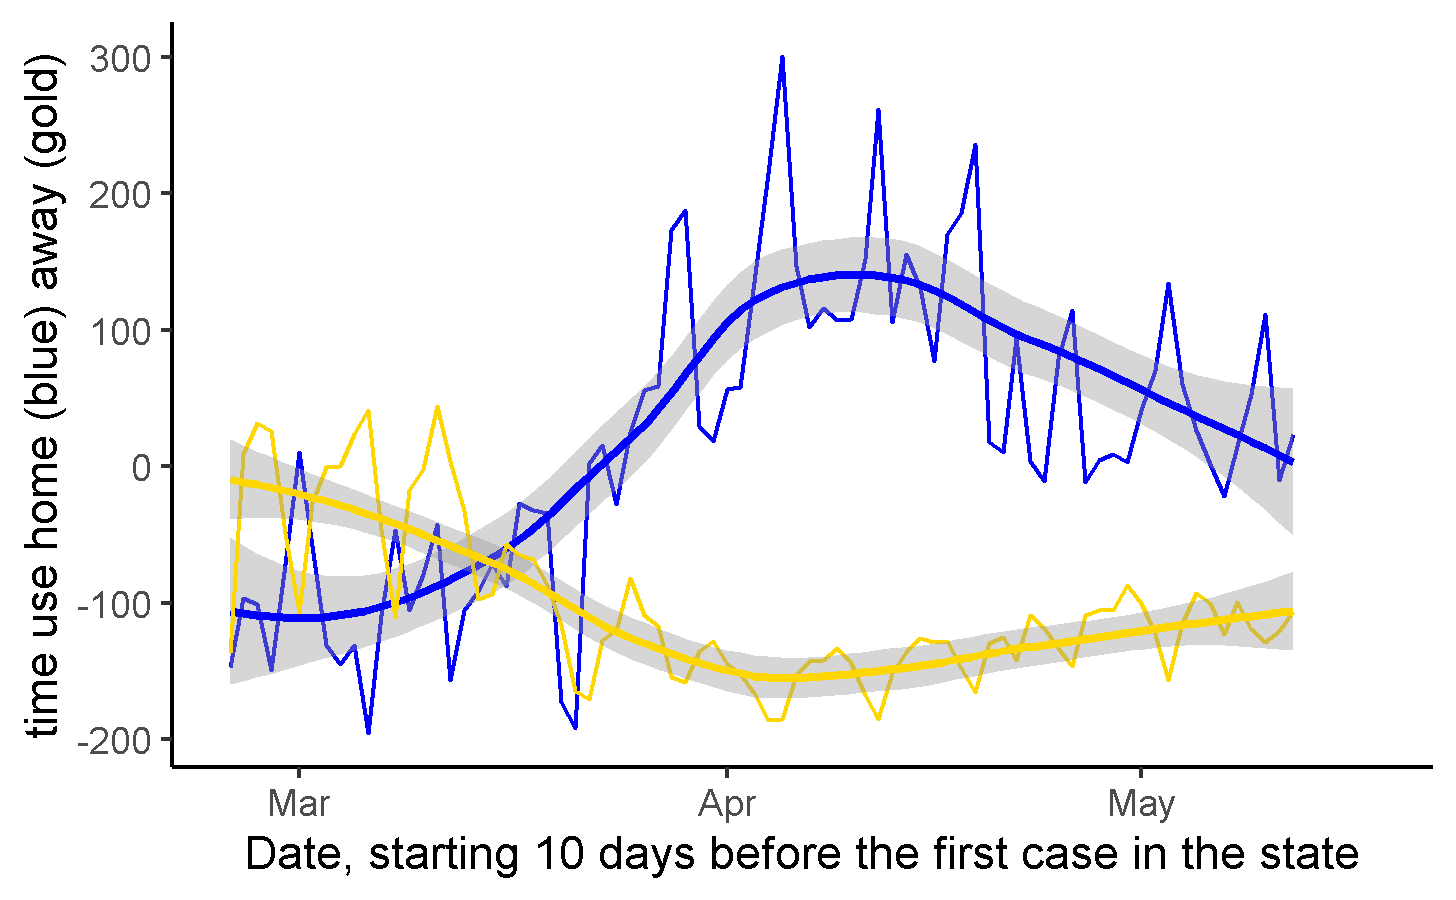 time use home (blue) away (gold)
300
200
100
0
-100
-200
Mar Apr May
Date, starting 10 days before the first case in the state